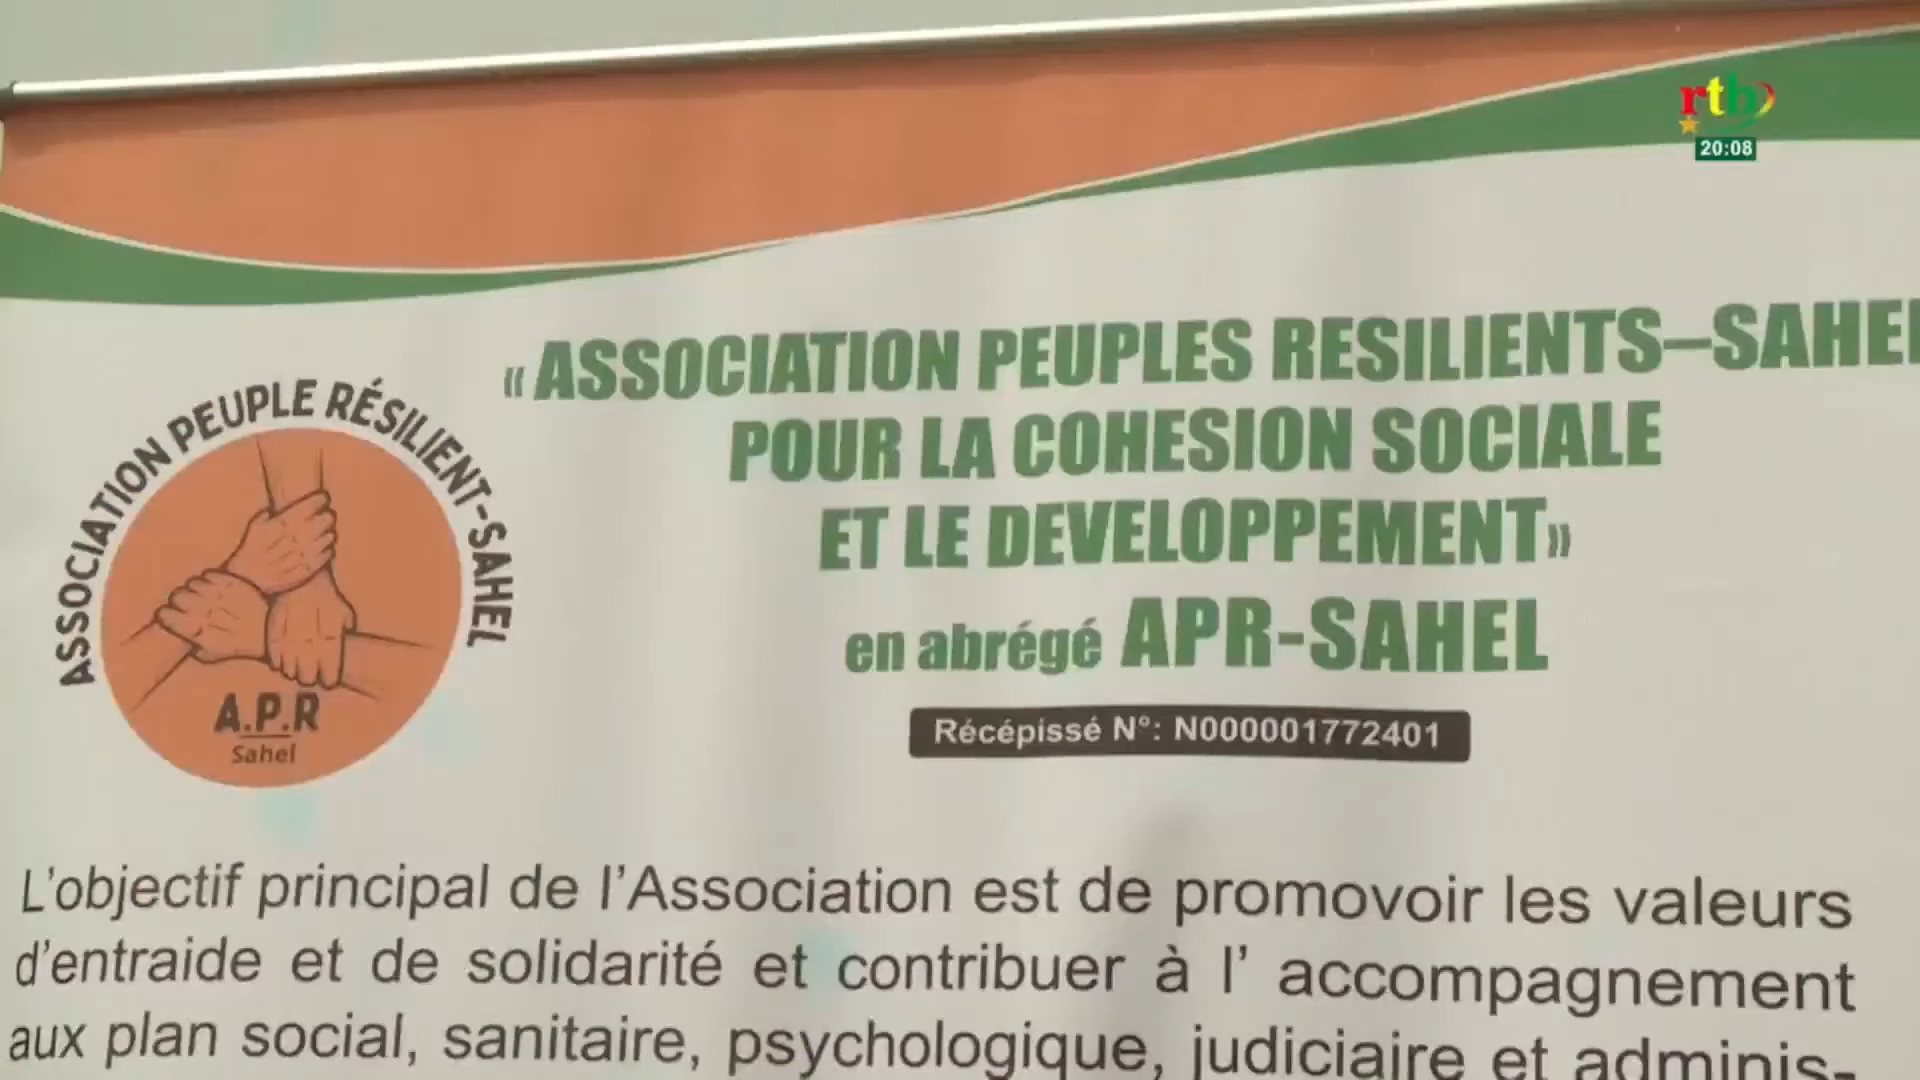 rtb
20:08
« ASSOCIATION PEUPLES RESILIENTS–SAHEL
POUR LA COHESION SOCIALE
ET LE DEVELOPPEMENT»
en abrégé APR-SAHEL
Récépissé N°: N000001772401
ASSOCIATION PEUPLE RÉSILIENT-SAHEL
A.P.R
Sahel
L'objectif principal de l'Association est de promovoir les valeurs
d'entraide et de solidarité et contribuer à l' accompagnement
aux plan social, sanitaire, psychologique, judiciaire et adminis-